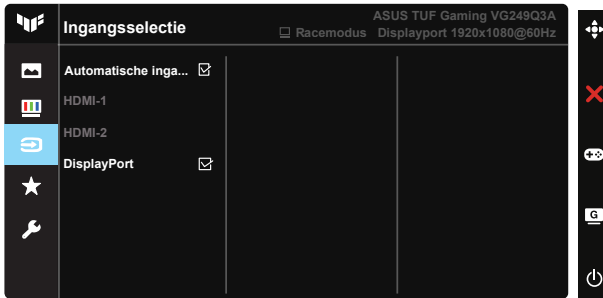 Ingangsselectie
ASUS TUF Gaming VG249Q3A
Racemodus Displayport 1920x1080@60Hz
Automatische inga...
HDMI-1
HDMI-2
DisplayPort
G